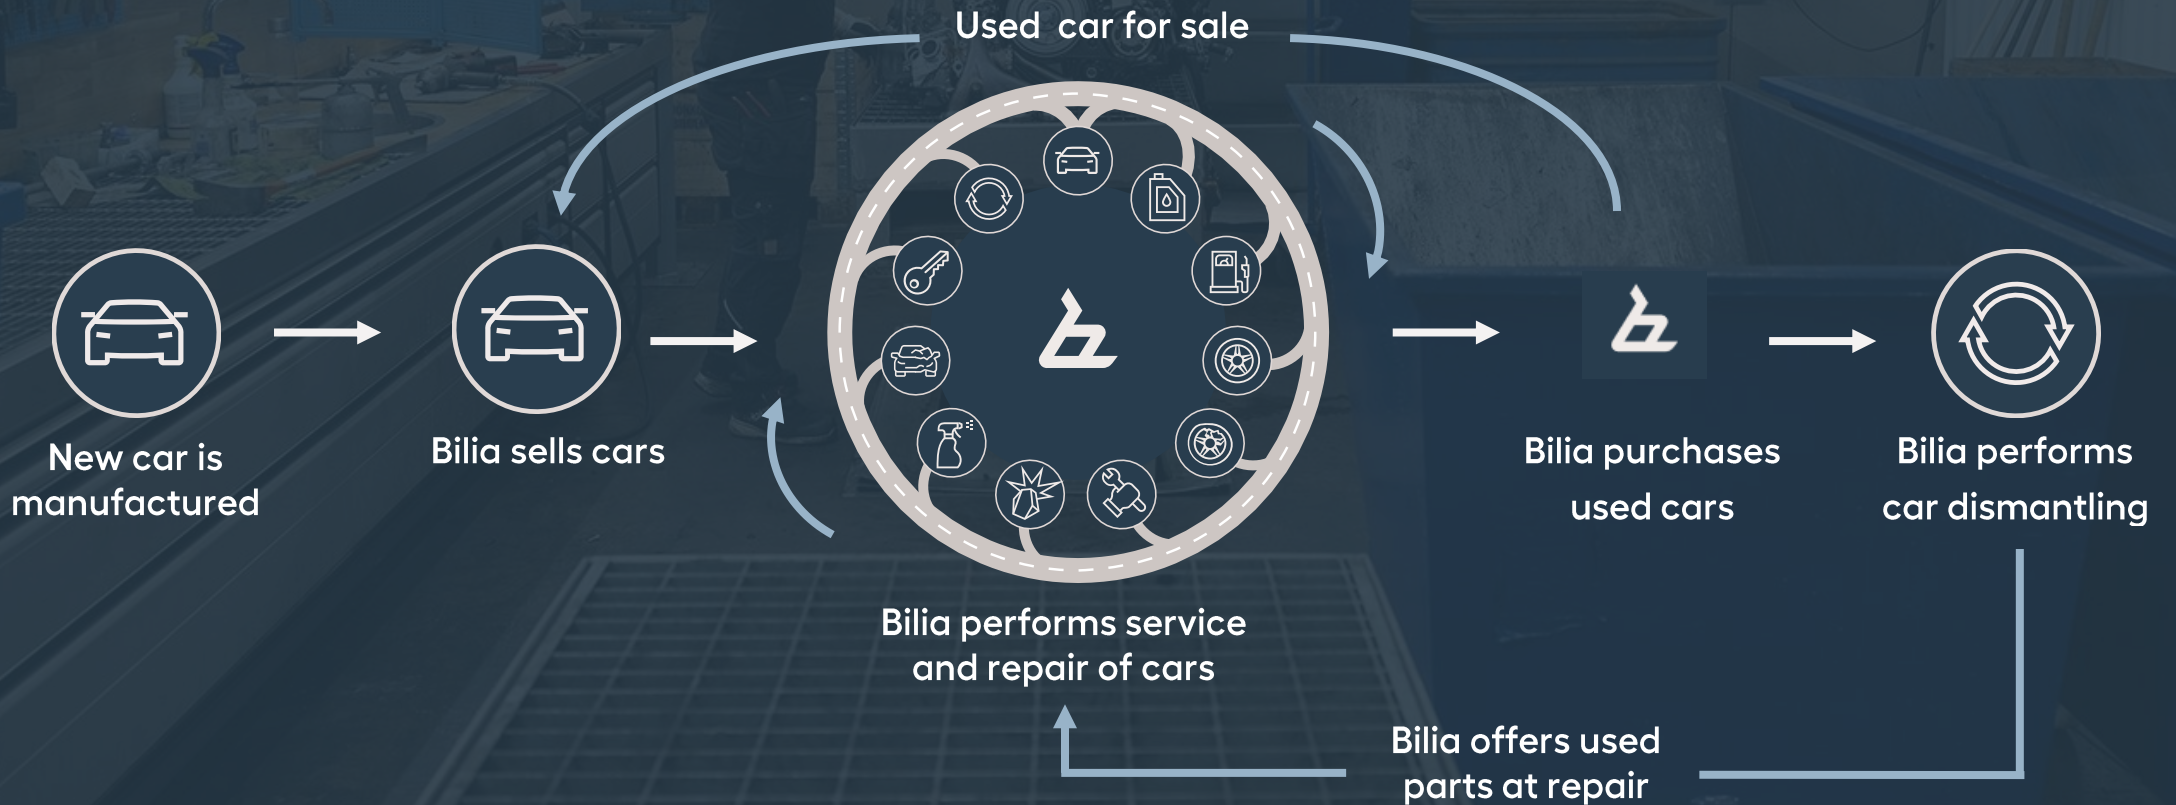 Used car for sale
New car is
manufactured
Bilia sells cars
Bilia performs service
and repair of cars
Bilia purchases
used cars
Bilia performs
car dismantling
Bilia offers used
parts at repair